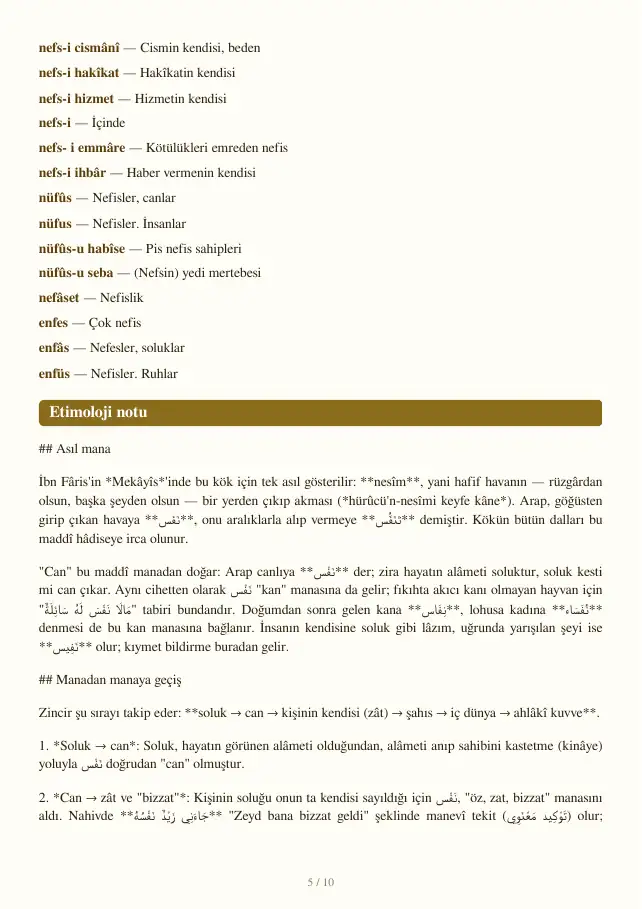 nefs-i cismânî — Cismin kendisi, beden
nefs-i hakîkat — Hakîkatin kendisi
nefs-i hizmet — Hizmetin kendisi
nefs-i — İçinde
nefs- i emmâre — Kötülükleri emreden nefis
nefs-i ihbâr — Haber vermenin kendisi
nüfûs — Nefisler, canlar
nüfus — Nefisler. İnsanlar
nüfûs-u habîse — Pis nefis sahipleri
nüfûs-u seba — (Nefsin) yedi mertebesi
nefâset — Nefislik
enfes — Çok nefis
enfâs — Nefesler, soluklar
enfüs — Nefisler. Ruhlar
Etimoloji notu
## Asıl mana
İbn Fâris'in *Mekâyîs*'inde bu kök için tek asıl gösterilir: **nesîm**, yani hafif havanın — rüzgârdan
olsun, başka şeyden olsun — bir yerden çıkıp akması (*hürûcü'n-nesîmi keyfe kâne*). Arap, göğüsten
girip çıkan havaya **نَفَس**, onu aralıklarla alıp vermeye **تَنَفُّس** demiştir. Kökün bütün dalları bu
maddî hâdiseye irca olunur.
"Can" bu maddî manadan doğar: Arap canlıya **نَفْس** der; zira hayatın alâmeti soluktur, soluk kesti
mi can çıkar. Aynı cihetten olarak نَفْس "kan" manasına da gelir; fıkıhta akıcı kanı olmayan hayvan için
"مَالَا نَفْسَ لَهُ سَائِلَةً" tabiri bundandır. Doğumdan sonra gelen kana **نِفَاس**, lohusa kadına **نُفَسَاء**
denmesi de bu kan manasına bağlanır. İnsanın kendisine soluk gibi lâzım, uğrunda yarışılan şeyi ise
**نَفِيس** olur; kıymet bildirme buradan gelir.
## Manadan manaya geçiş
Zincir şu sırayı takip eder: **soluk → can → kişinin kendisi (zât) → şahıs → iç dünya → ahlâkî kuvve**.
1. *Soluk → can*: Soluk, hayatın görünen alâmeti olduğundan, alâmeti anıp sahibini kastetme (kinâye)
yoluyla نَفْس doğrudan "can" olmuştur.
2. *Can → zât ve "bizzat"*: Kişinin soluğu onun ta kendisi sayıldığı için نَفْس, "öz, zat, bizzat" manasını
aldı. Nahivde **جَاءَنِي زَيْدٌ نَفْسُهُ** "Zeyd bana bizzat geldi" şeklinde manevî tekit (تَوْكِيد مَعْنَوِي) olur;
5 / 10